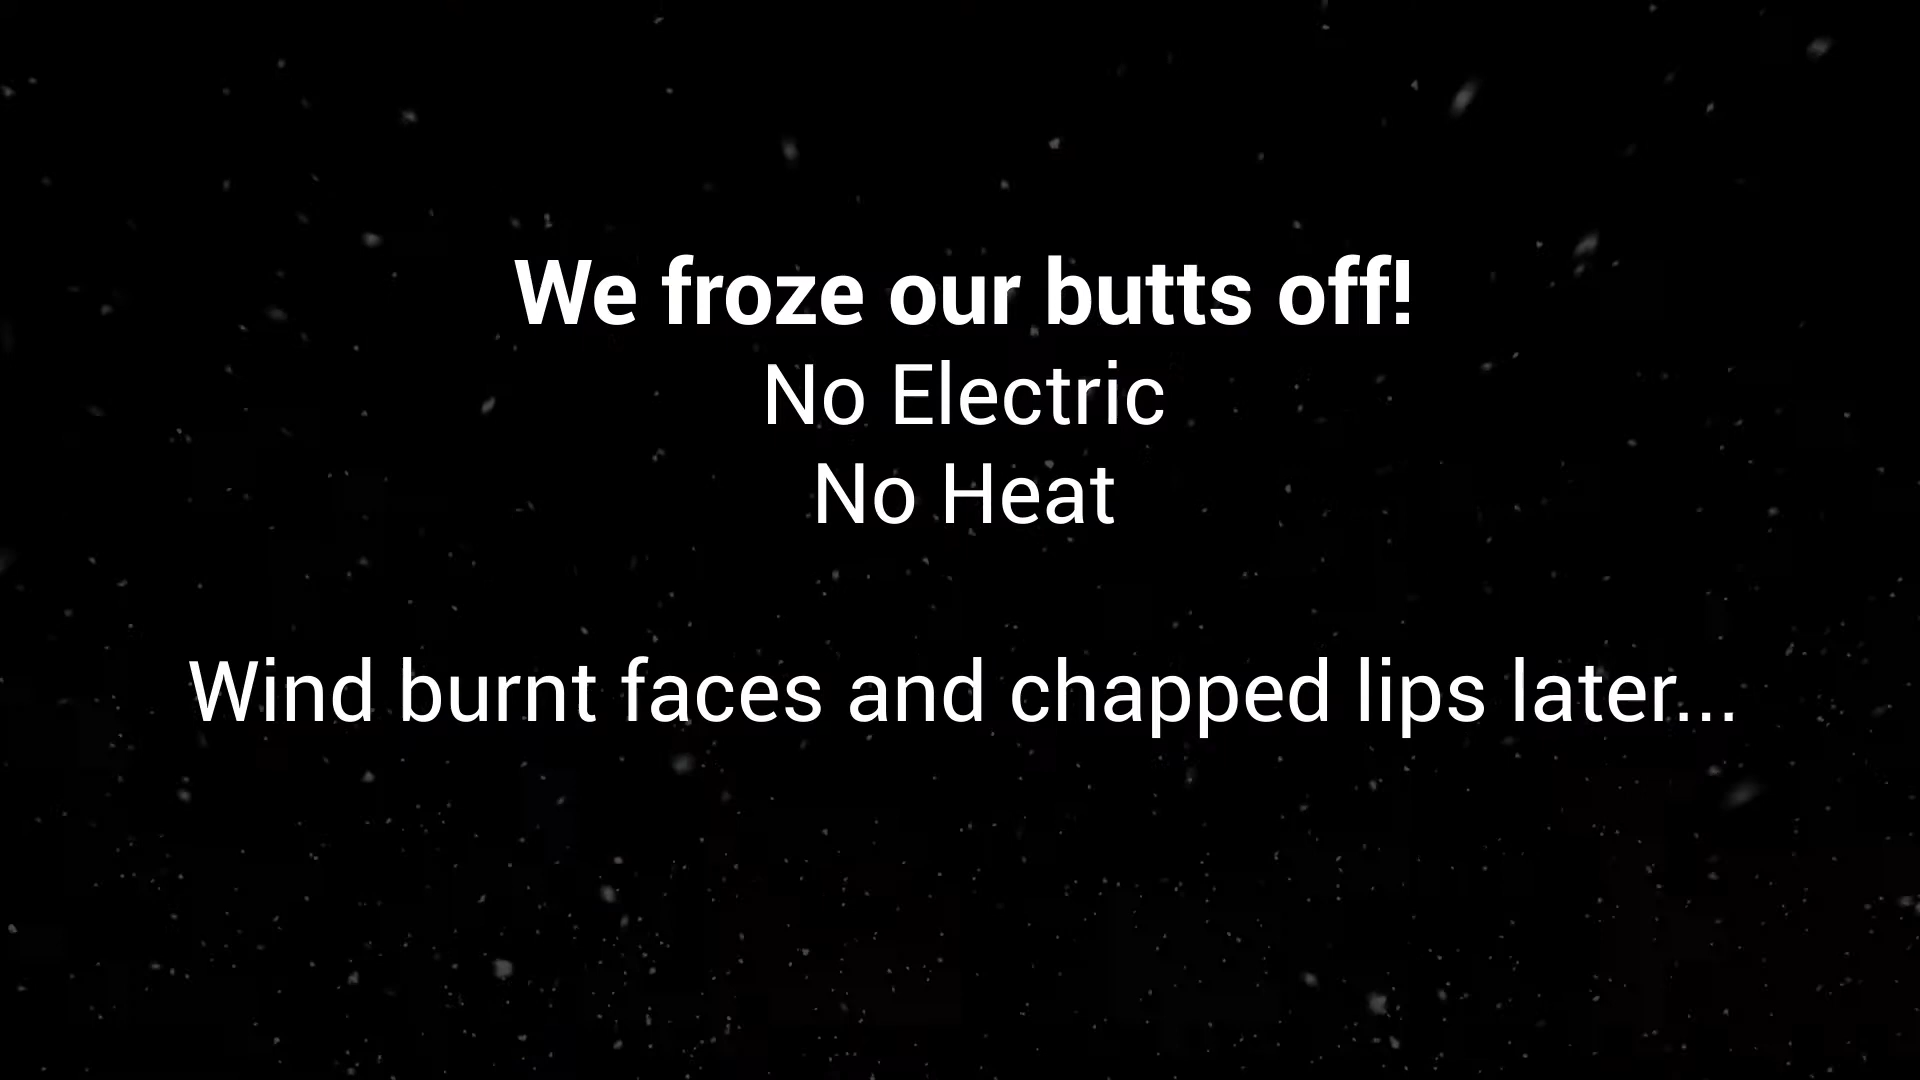 We froze our butts off!
No Electric
No Heat
Wind burnt faces and chapped lips later...